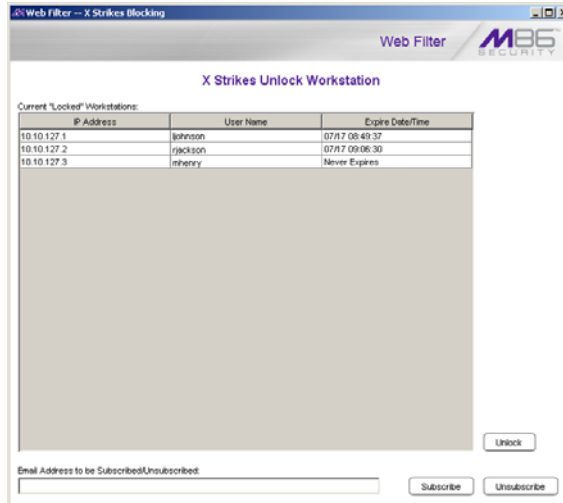 Web Filter -- X Strikes Blocking
Web Filter
M86
SECURITY
X Strikes Unlock Workstation
Current "Locked" Workstations:
IP Address User Name Expire Date/Time
10.10.127.1 ljohnson 07/17 08:49:37
10.10.127.2 rjackson 07/17 09:06:30
10.10.127.3 mhenry Never Expires
Unlock
Email Address to be Subscribed/Unsubscribed:
Subscribe Unsubscribe